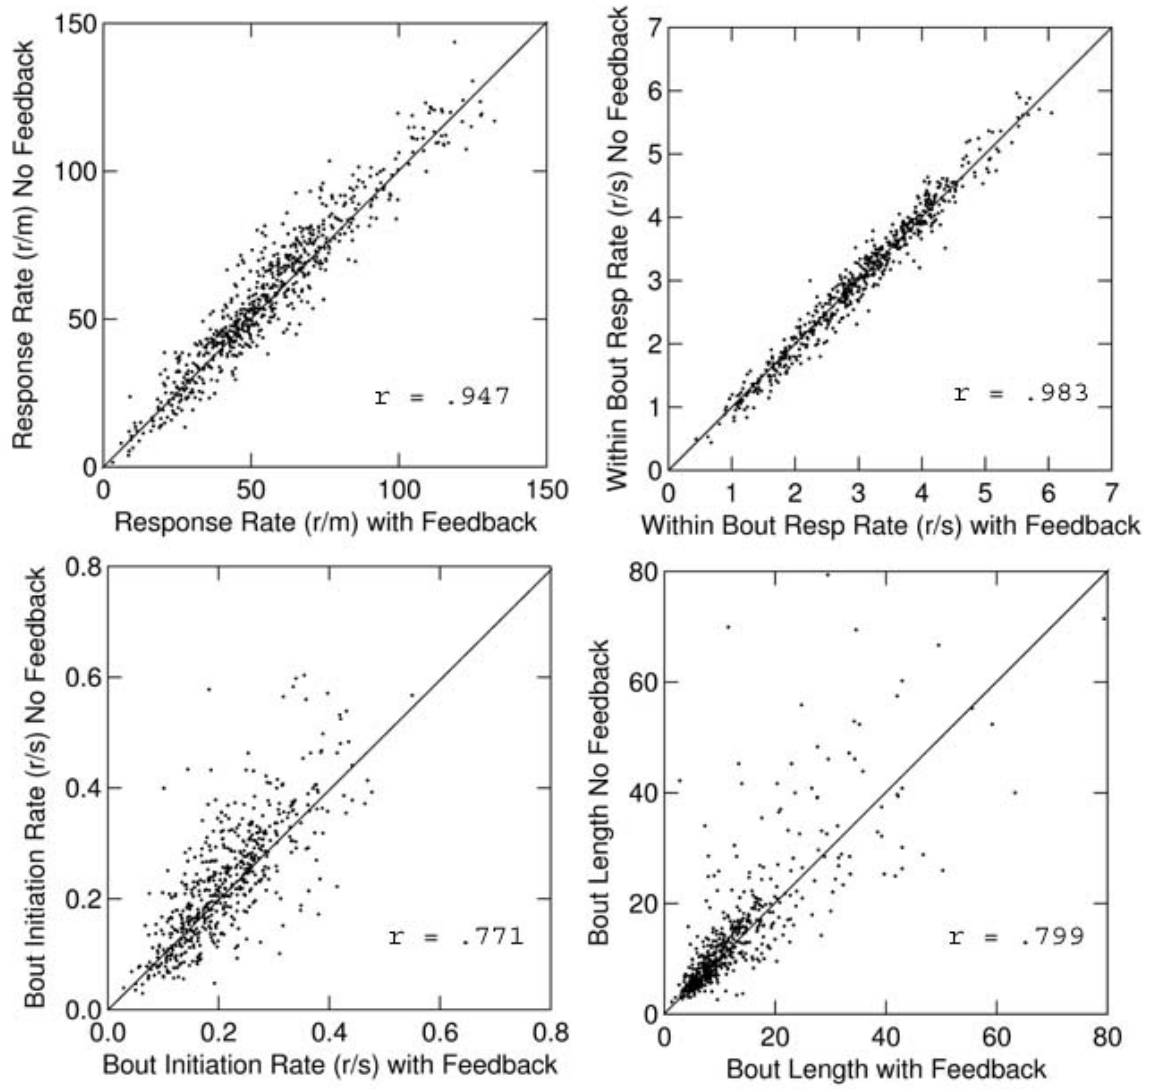 Response Rate (r/m) No Feedback
150
100
50
0
r = .947
0 50 100 150
Response Rate (r/m) with Feedback
Within Bout Resp Rate (r/s) No Feedback
7
6
5
4
3
2
1
0
r = .983
0 1 2 3 4 5 6 7
Within Bout Resp Rate (r/s) with Feedback
Bout Initiation Rate (r/s) No Feedback
0.8
0.6
0.4
0.2
0.0
r = .771
0.0 0.2 0.4 0.6 0.8
Bout Initiation Rate (r/s) with Feedback
Bout Length No Feedback
80
60
40
20
0
r = .799
0 20 40 60 80
Bout Length with Feedback